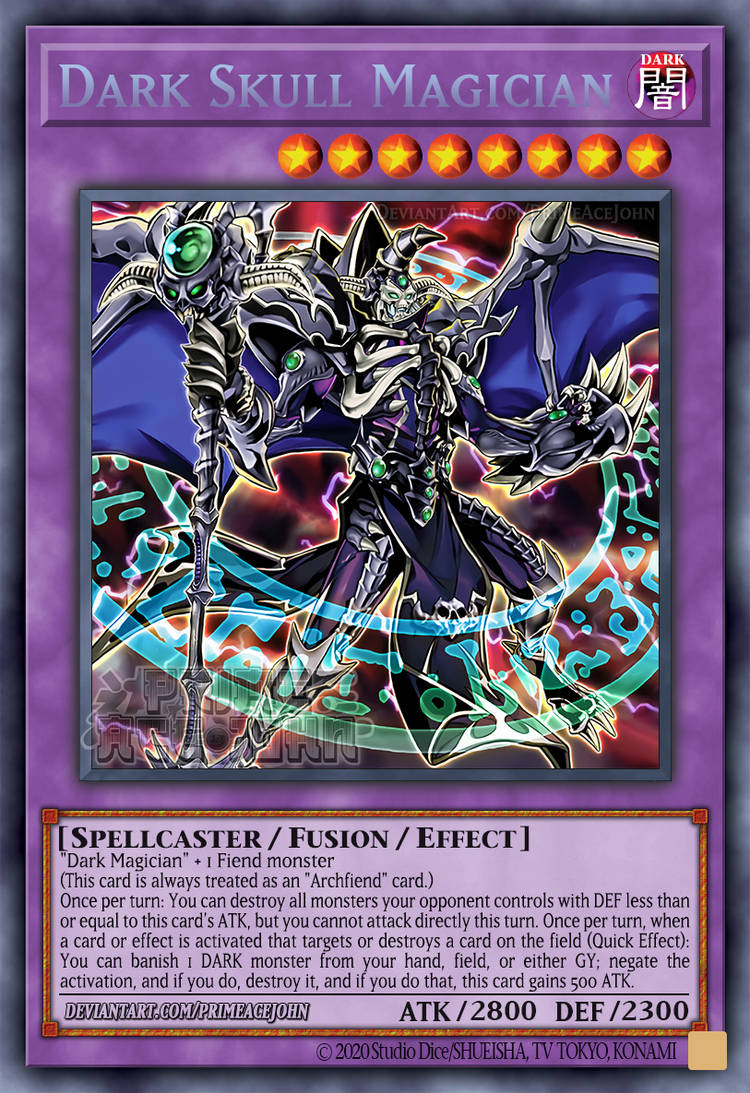 DARK SKULL MAGICIAN
DARK
闇
DEVIANTART.COM/PRIMEACEJOHN
PRIME
ACE★JOHN
[SPELLCASTER / FUSION / EFFECT]
"Dark Magician" + 1 Fiend monster
(This card is always treated as an "Archfiend" card.)
Once per turn: You can destroy all monsters your opponent controls with DEF less than
or equal to this card's ATK, but you cannot attack directly this turn. Once per turn, when
a card or effect is activated that targets or destroys a card on the field (Quick Effect):
You can banish 1 DARK monster from your hand, field, or either GY; negate the
activation, and if you do, destroy it, and if you do that, this card gains 500 ATK.
DEVIANTART.COM/PRIMEACEJOHN ATK/2800 DEF/2300
© 2020 Studio Dice/SHUEISHA, TV TOKYO, KONAMI